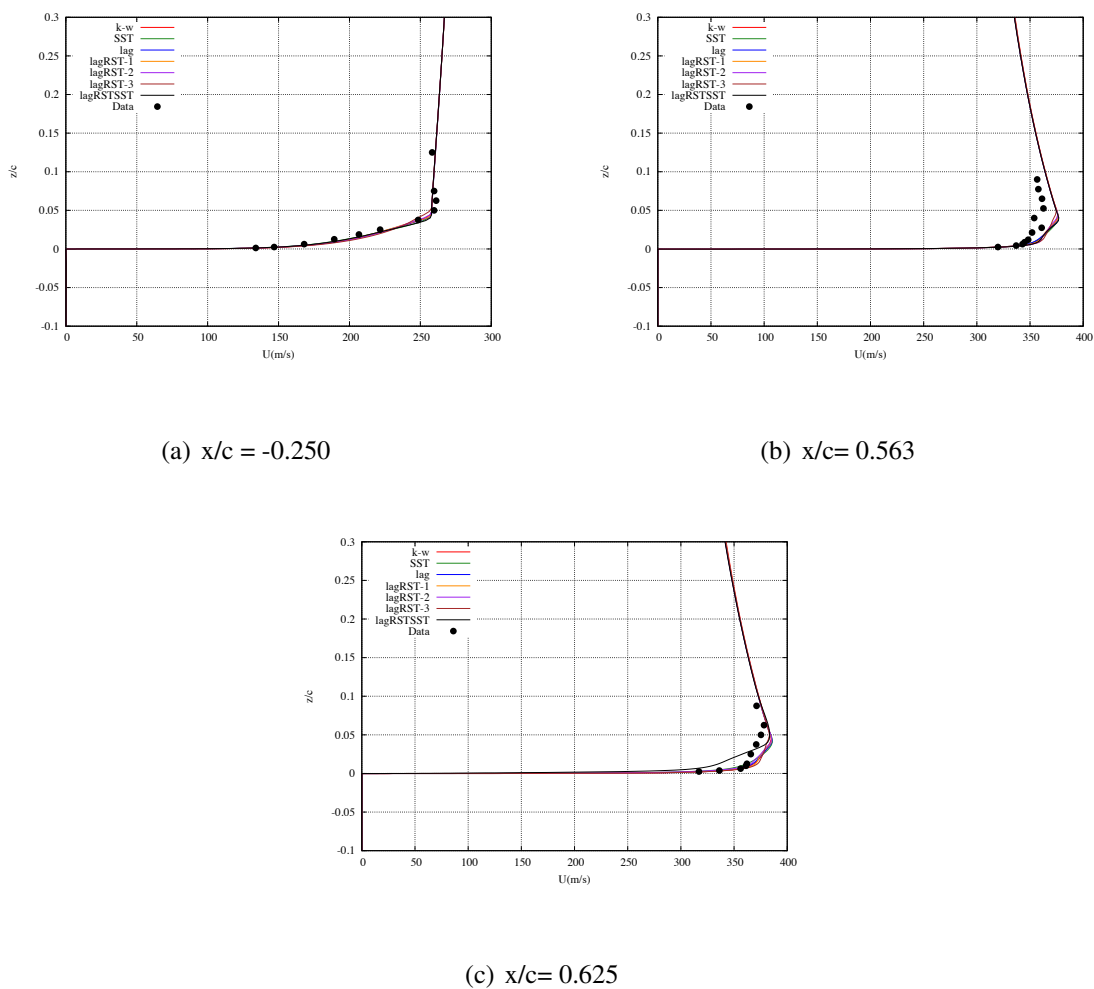 0.3
0.25
0.2
0.15
0.1
0.05
0
-0.05
-0.1
z/c
k-w
SST
lag
lagRST-1
lagRST-2
lagRST-3
lagRSTSST
Data
0 50 100 150 200 250 300
U(m/s)
(a) x/c = -0.250
0.3
0.25
0.2
0.15
0.1
0.05
0
-0.05
-0.1
z/c
k-w
SST
lag
lagRST-1
lagRST-2
lagRST-3
lagRSTSST
Data
0 50 100 150 200 250 300 350 400
U(m/s)
(b) x/c= 0.563
0.3
0.25
0.2
0.15
0.1
0.05
0
-0.05
-0.1
z/c
k-w
SST
lag
lagRST-1
lagRST-2
lagRST-3
lagRSTSST
Data
0 50 100 150 200 250 300 350 400
U(m/s)
(c) x/c= 0.625